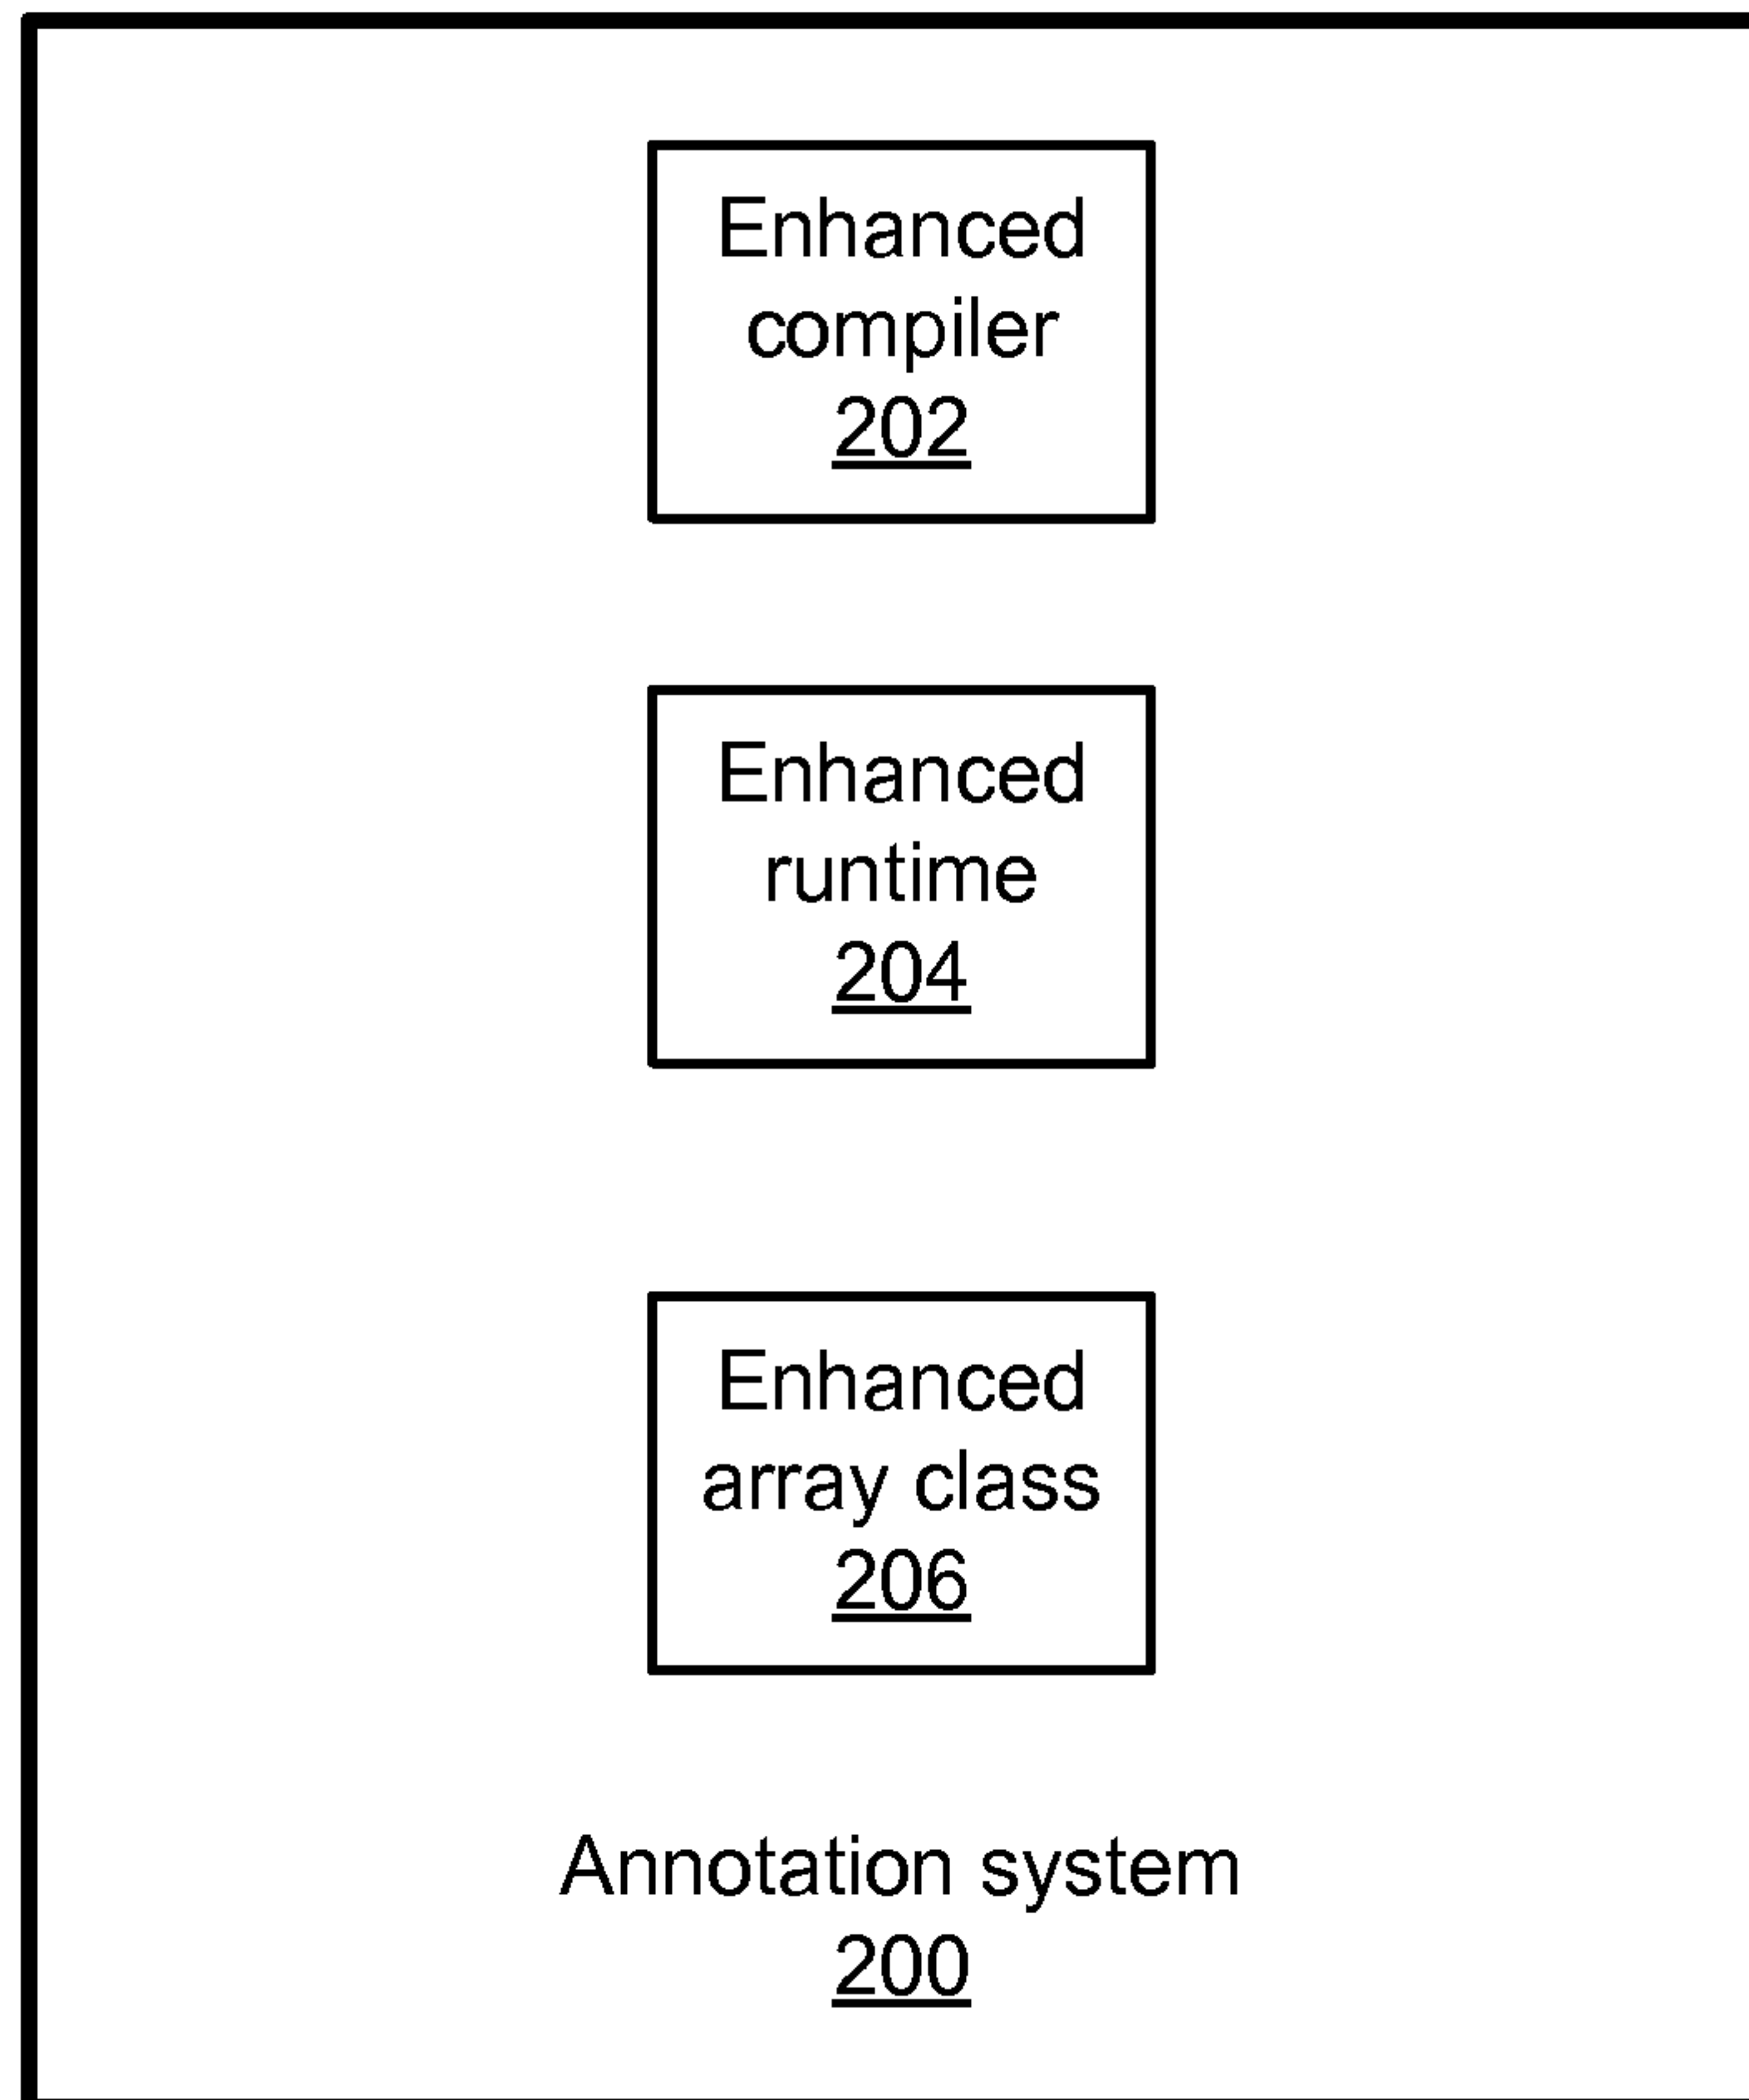 Enhanced
compiler
202
Enhanced
runtime
204
Enhanced
array class
206
Annotation system
200